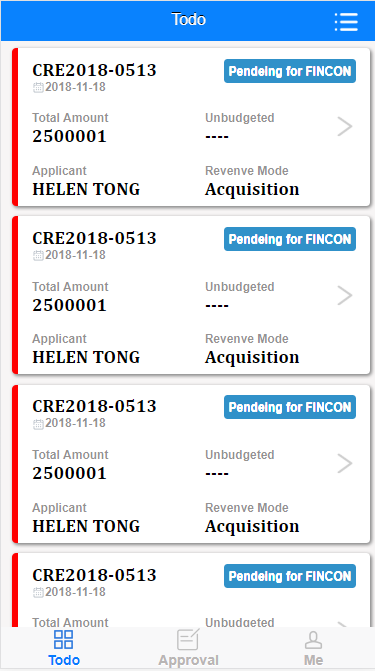 Todo
CRE2018-0513 Pendeing for FINCON
2018-11-18
Total Amount Unbudgeted
2500001 ----
Applicant Revenve Mode
HELEN TONG Acquisition
CRE2018-0513 Pendeing for FINCON
2018-11-18
Total Amount Unbudgeted
2500001 ----
Applicant Revenve Mode
HELEN TONG Acquisition
CRE2018-0513 Pendeing for FINCON
2018-11-18
Total Amount Unbudgeted
2500001 ----
Applicant Revenve Mode
HELEN TONG Acquisition
CRE2018-0513 Pendeing for FINCON
2018-11-18
Total Amount Unbudgeted
Todo Approval Me